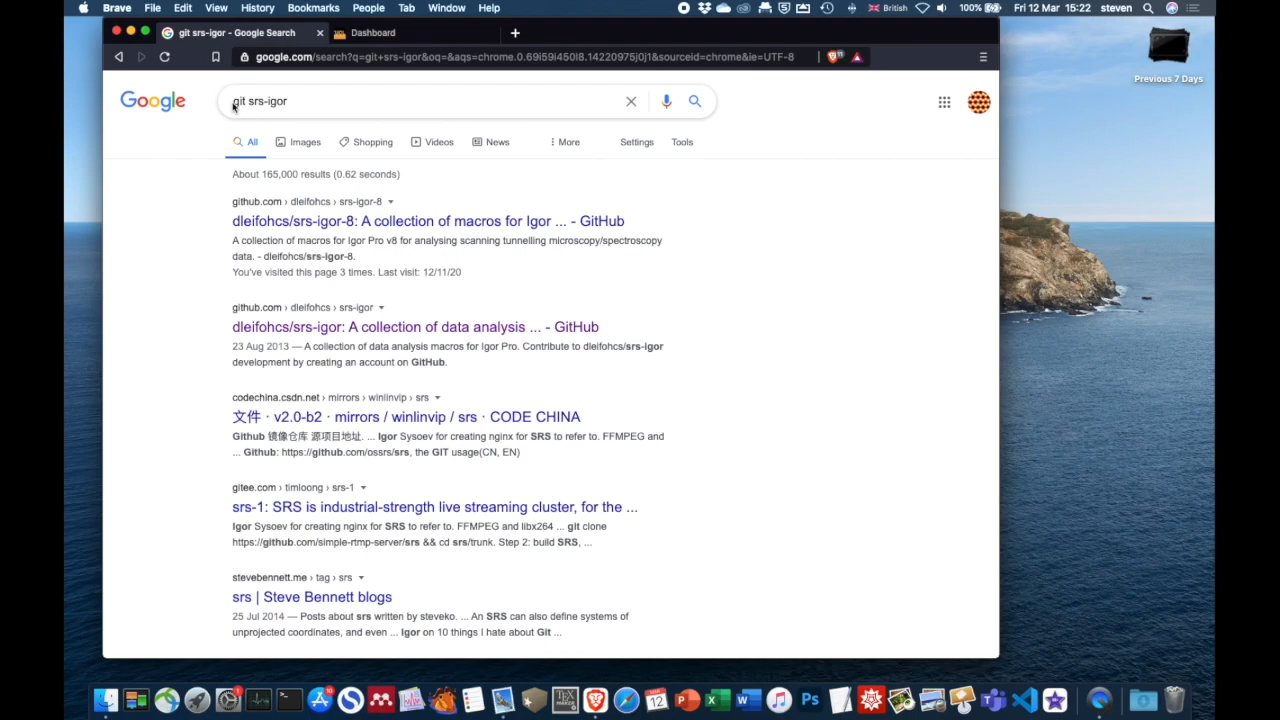 Brave File Edit View History Bookmarks People Tab Window Help British 100% Fri 12 Mar 15:22 steven
git srs-igor - Google Search Dashboard
google.com/search?q=git+srs-igor&oq=&aqs=chrome.0.69i59i450l8.14220975j0j1&sourceid=chrome&ie=UTF-8
Previous 7 Days
Google git srs-igor
All Images Shopping Videos News More Settings Tools
About 165,000 results (0.62 seconds)
github.com › dleifohcs › srs-igor-8
dleifohcs/srs-igor-8: A collection of macros for Igor ... - GitHub
A collection of macros for Igor Pro v8 for analysing scanning tunnelling microscopy/spectroscopy
data. - dleifohcs/srs-igor-8.
You've visited this page 3 times. Last visit: 12/11/20
github.com › dleifohcs › srs-igor
dleifohcs/srs-igor: A collection of data analysis ... - GitHub
23 Aug 2013 — A collection of data analysis macros for Igor Pro. Contribute to dleifohcs/srs-igor
development by creating an account on GitHub.
codechina.csdn.net › mirrors › winlinvip › srs
文件 · v2.0-b2 · mirrors / winlinvip / srs · CODE CHINA
Github 镜像仓库 源项目地址. ... Igor Sysoev for creating nginx for SRS to refer to. FFMPEG and
... Github: https://github.com/ossrs/srs, the GIT usage(CN, EN)
gitee.com › timloong › srs-1
srs-1: SRS is industrial-strength live streaming cluster, for the ...
Igor Sysoev for creating nginx for SRS to refer to. FFMPEG and libx264 ... git clone
https://github.com/simple-rtmp-server/srs && cd srs/trunk. Step 2: build SRS, ...
stevebennett.me › tag › srs
srs | Steve Bennett blogs
25 Jul 2014 — Posts about srs written by steveko. ... An SRS can also define systems of
unprojected coordinates, and even ... Igor on 10 things I hate about Git ...